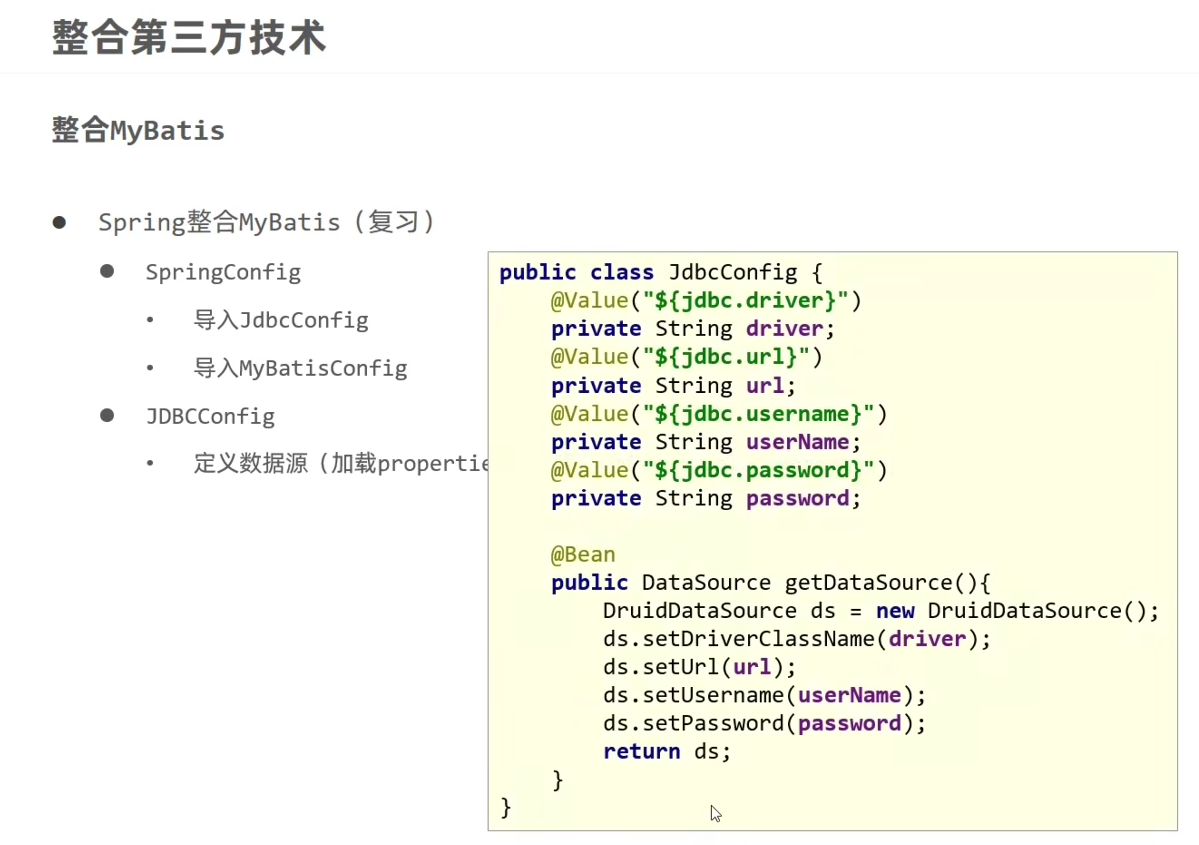 整合第三方技术
整合MyBatis
● Spring整合MyBatis（复习）
● SpringConfig
• 导入JdbcConfig
• 导入MyBatisConfig
● JDBCConfig
• 定义数据源（加载propertie
public class JdbcConfig {
    @Value("${jdbc.driver}")
    private String driver;
    @Value("${jdbc.url}")
    private String url;
    @Value("${jdbc.username}")
    private String userName;
    @Value("${jdbc.password}")
    private String password;

    @Bean
    public DataSource getDataSource(){
        DruidDataSource ds = new DruidDataSource();
        ds.setDriverClassName(driver);
        ds.setUrl(url);
        ds.setUsername(userName);
        ds.setPassword(password);
        return ds;
    }
}